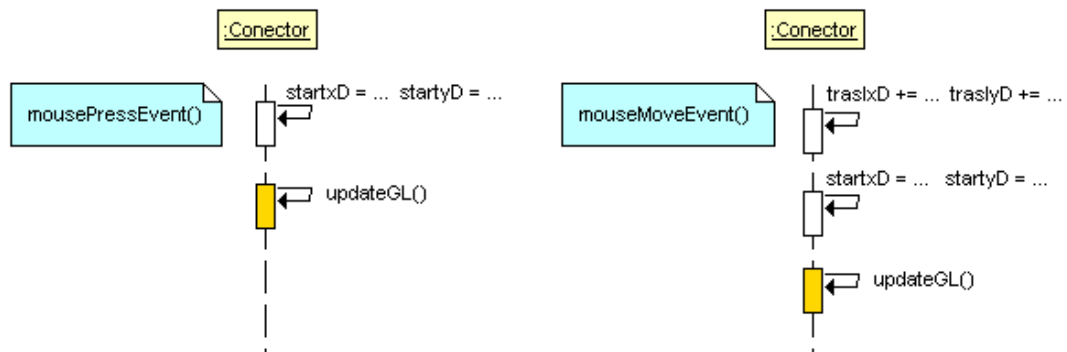 :Conector
mousePressEvent()
startxD = ... startyD = ...
updateGL()
:Conector
mouseMoveEvent()
traslxD += ... traslyD += ...
startxD = ... startyD = ...
updateGL()